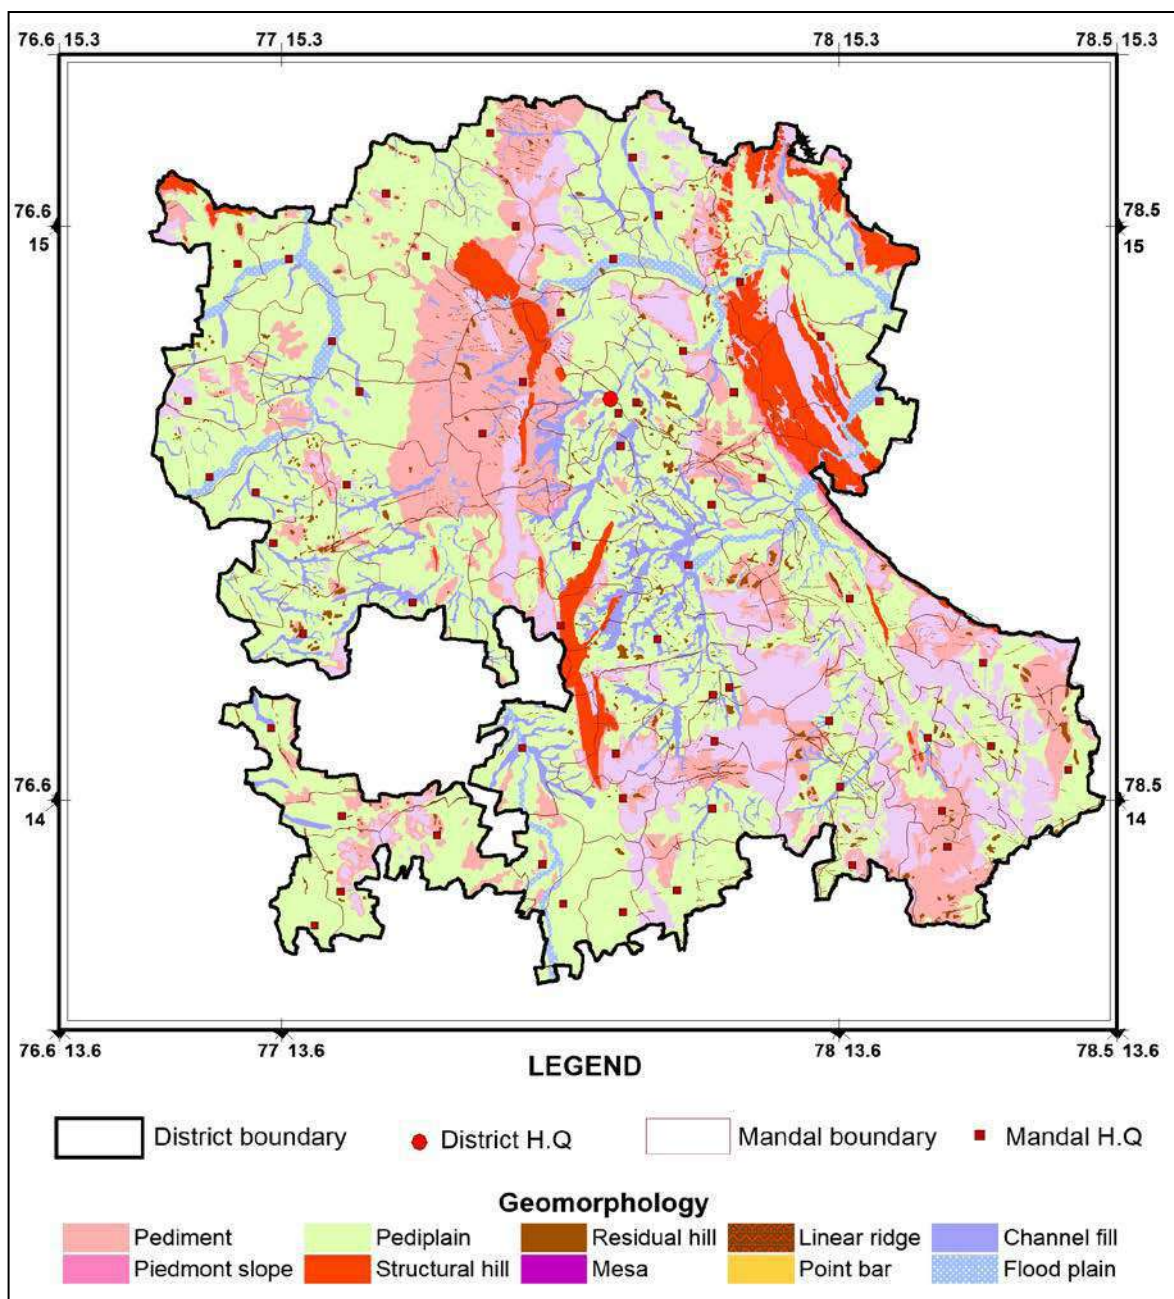 76.6 15.3 77 15.3 78 15.3 78.5 15.3
76.6 78.5
15 15
76.6 78.5
14 14
76.6 13.6 77 13.6 78 13.6 78.5 13.6
LEGEND
District boundary District H.Q Mandal boundary Mandal H.Q
Geomorphology
Pediment Pediplain Residual hill Linear ridge Channel fill
Piedmont slope Structural hill Mesa Point bar Flood plain